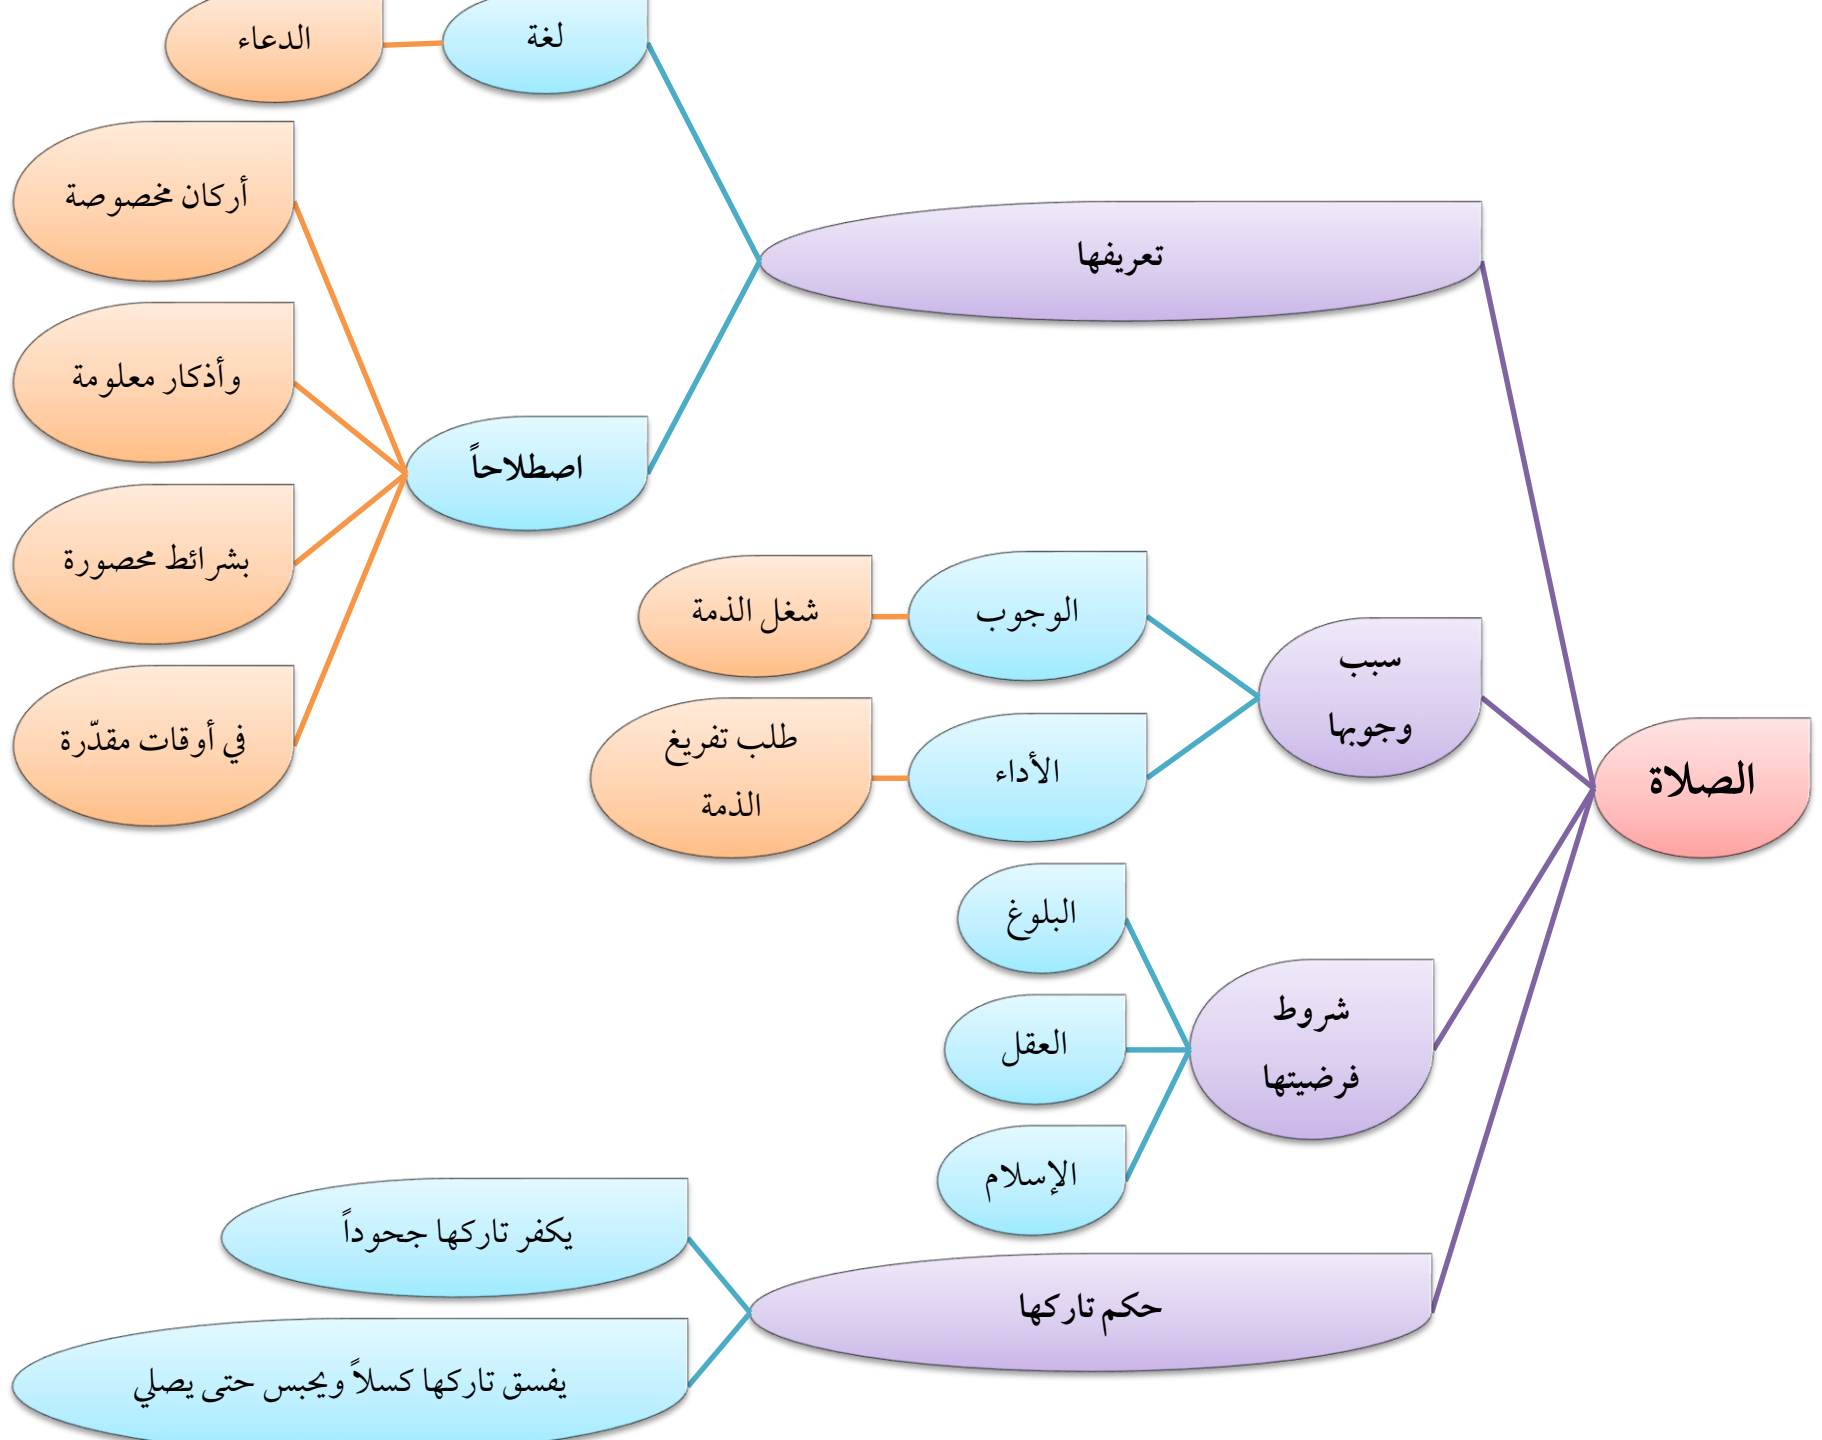 الصلاة
تعريفها
لغة
الدعاء
اصطلاحاً
أركان مخصوصة
وأذكار معلومة
بشرائط محصورة
في أوقات مقدّرة
سبب
وجوبها
الوجوب
شغل الذمة
الأداء
طلب تفريغ
الذمة
شروط
فرضيتها
البلوغ
العقل
الإسلام
حكم تاركها
يكفر تاركها جحوداً
يفسق تاركها كسلاً ويحبس حتى يصلي